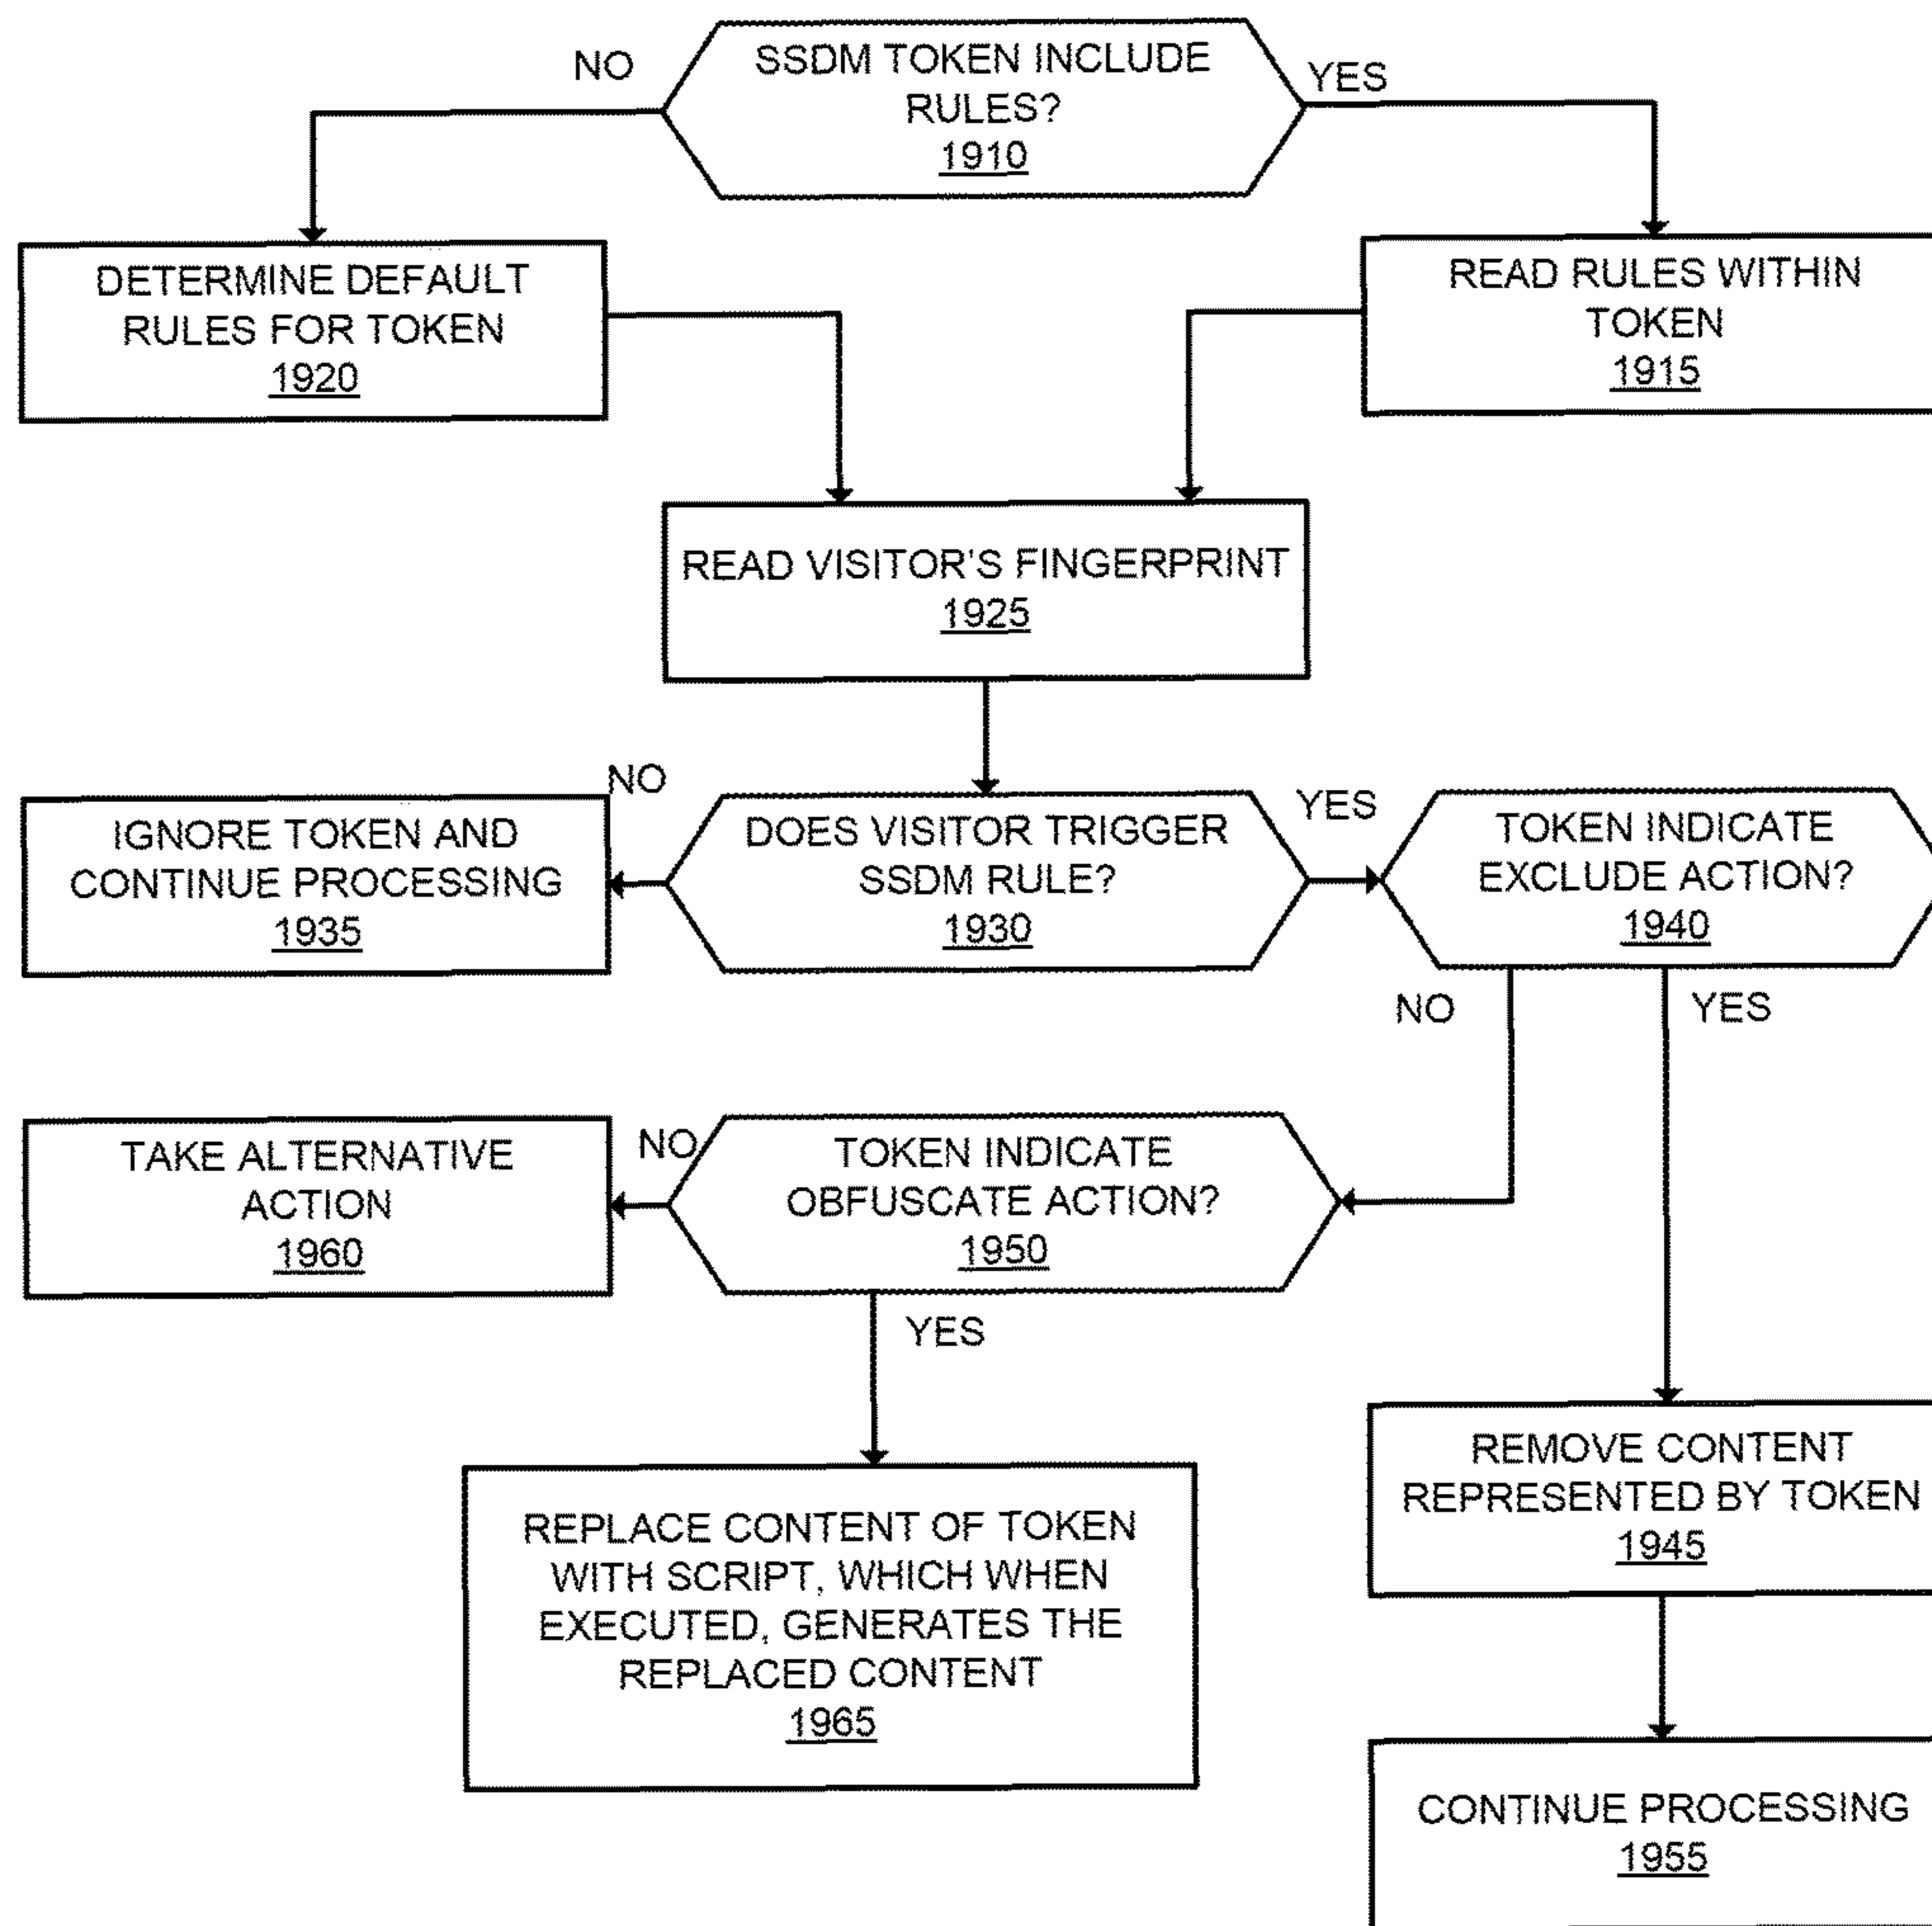 NO
SSDM TOKEN INCLUDE
RULES?
1910
YES
DETERMINE DEFAULT
RULES FOR TOKEN
1920
READ RULES WITHIN
TOKEN
1915
READ VISITOR'S FINGERPRINT
1925
NO
IGNORE TOKEN AND
CONTINUE PROCESSING
1935
DOES VISITOR TRIGGER
SSDM RULE?
1930
YES
TOKEN INDICATE
EXCLUDE ACTION?
1940
NO
YES
TAKE ALTERNATIVE
ACTION
1960
NO
TOKEN INDICATE
OBFUSCATE ACTION?
1950
YES
REPLACE CONTENT OF TOKEN
WITH SCRIPT, WHICH WHEN
EXECUTED, GENERATES THE
REPLACED CONTENT
1965
REMOVE CONTENT
REPRESENTED BY TOKEN
1945
CONTINUE PROCESSING
1955